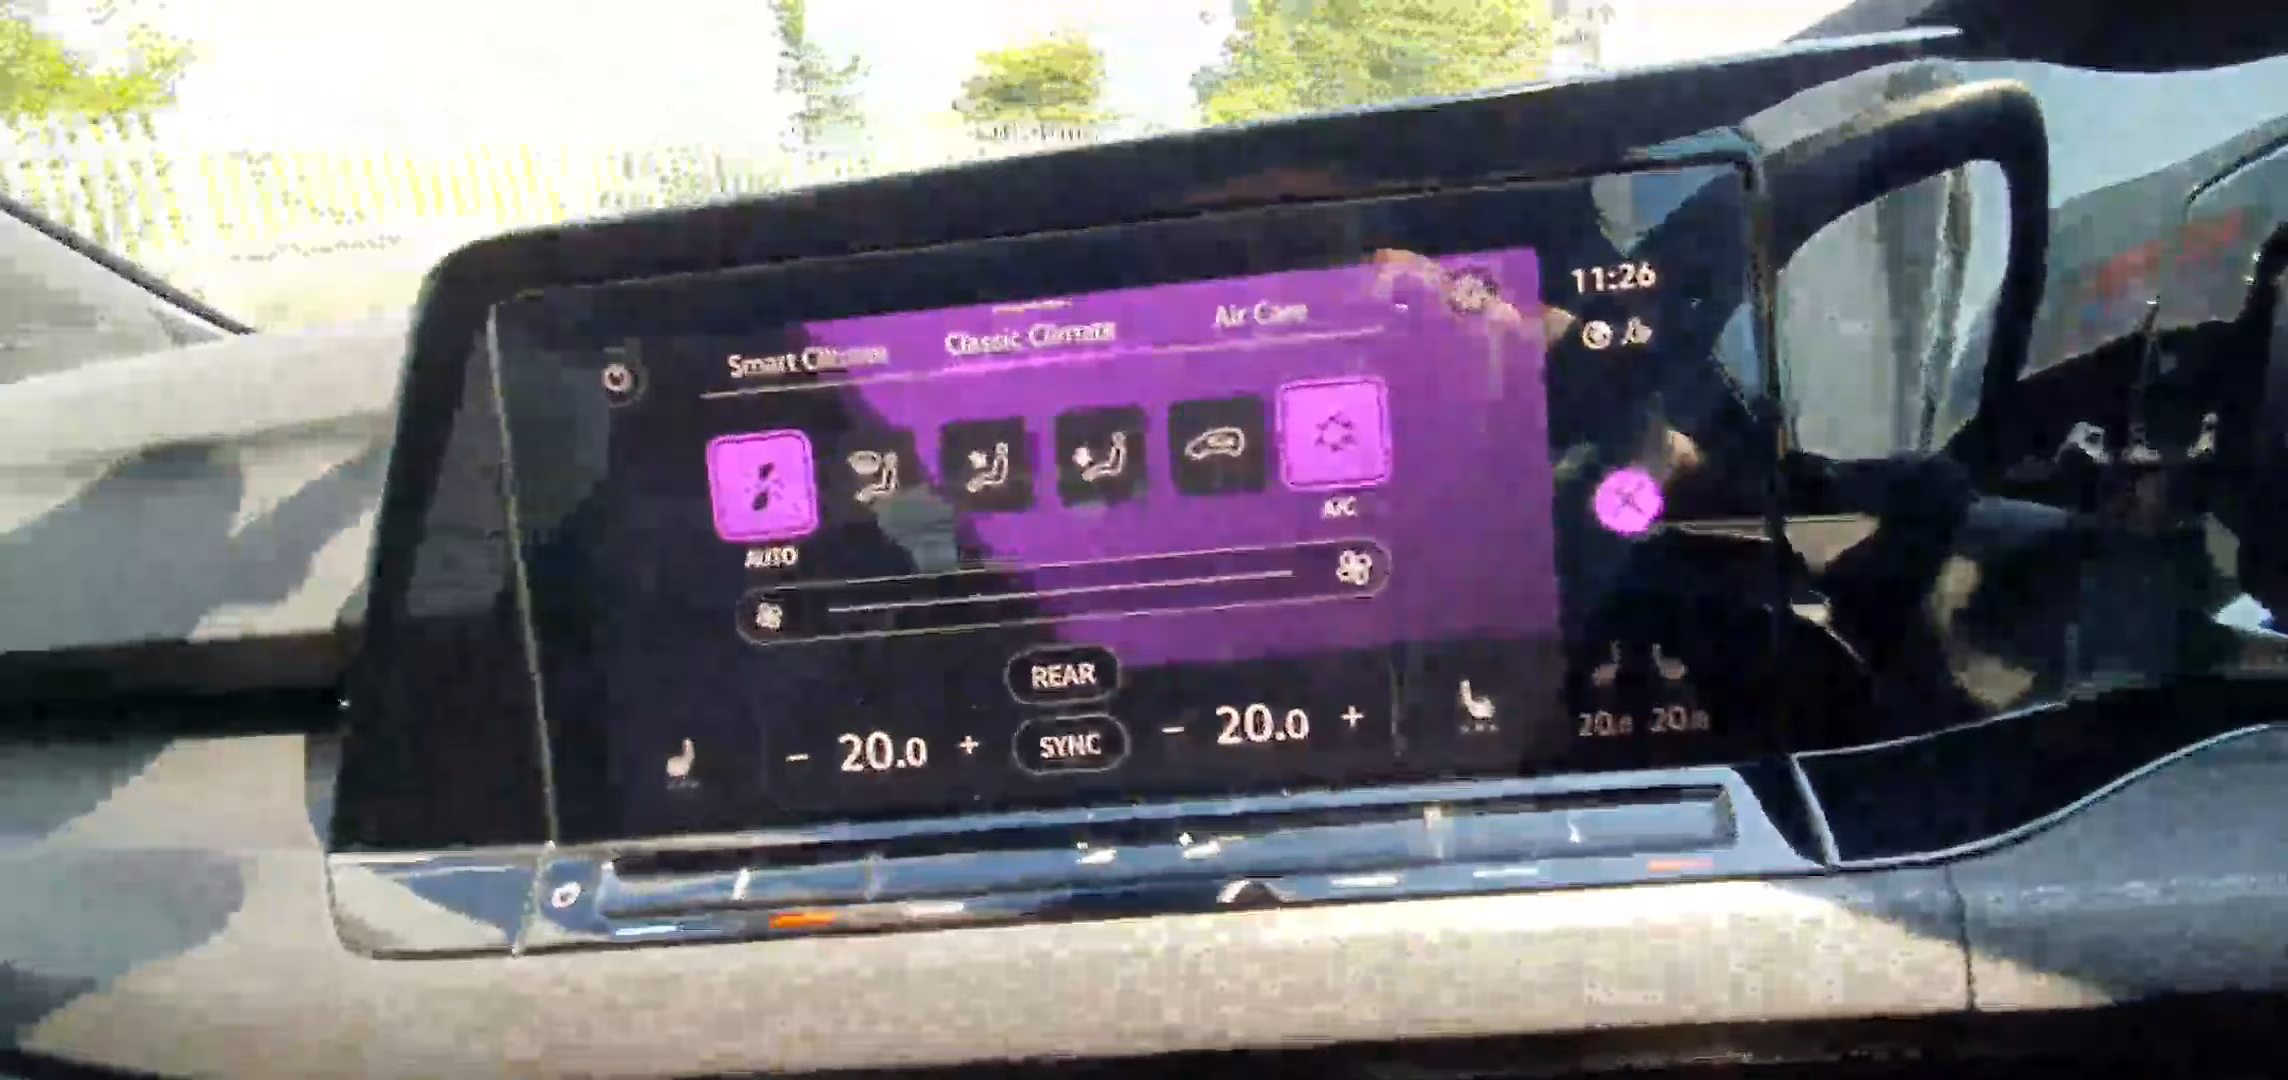 11:26
Smart Climate
Classic Climate
Air Care
AUTO
A/C
REAR
20.0
SYNC
20.0